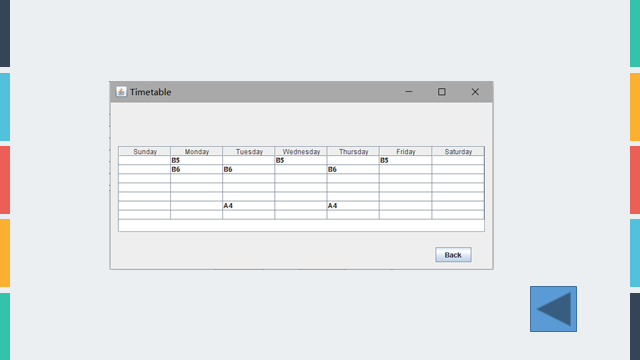 Timetable
Sunday Monday Tuesday Wednesday Thursday Friday Saturday
B5 B5 B5
B6 B6 B6
A4 A4
Back